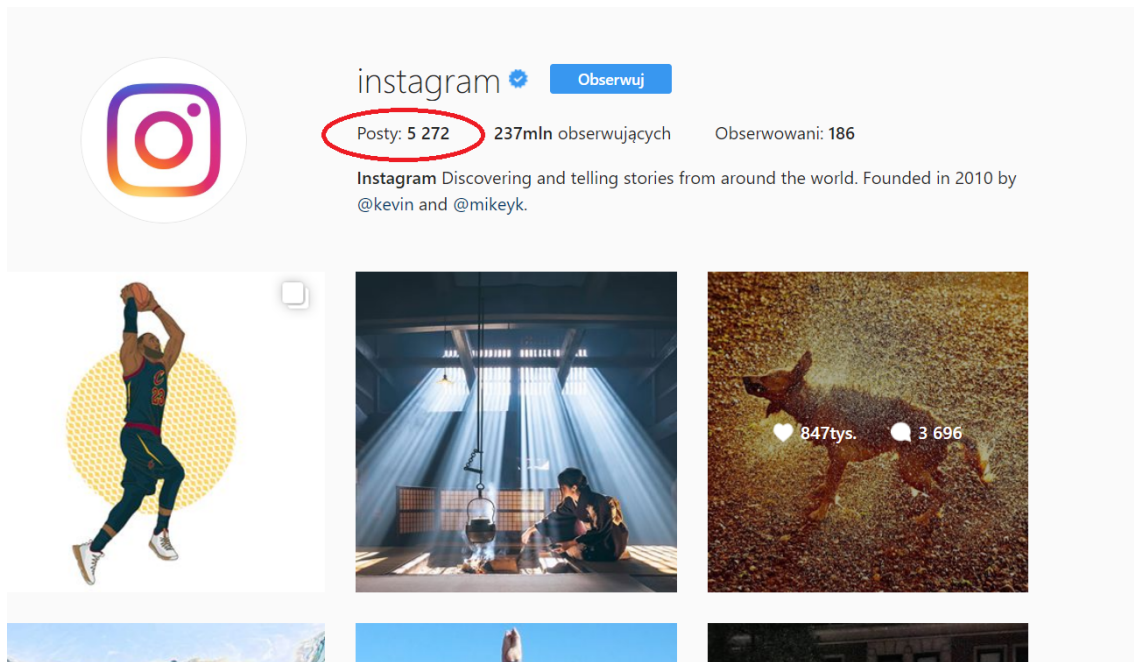 instagram Obserwuj
Posty: 5 272 237mln obserwujących Obserwowani: 186
Instagram Discovering and telling stories from around the world. Founded in 2010 by
@kevin and @mikeyk.
847tys. 3 696